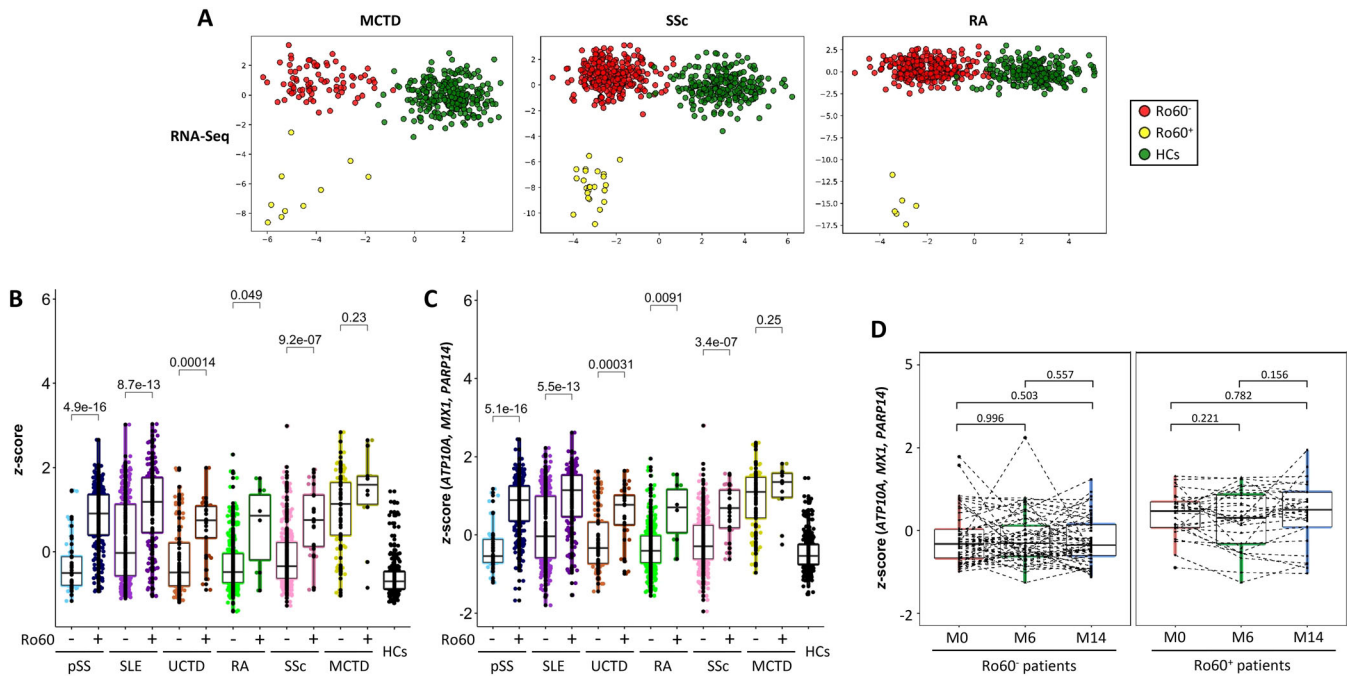 A
MCTD
SSc
RA
RNA-Seq
2
0
−2
−4
−6
−8
−6
−4
−2
0
2
2
0
−2
−4
−6
−8
−10
−4
−2
0
2
4
6
2.5
0.0
−2.5
−5.0
−7.5
−10.0
−12.5
−15.0
−17.5
−4
−2
0
2
4
Ro60-
Ro60+
HCs
B
z-score
6
4
2
0
4.9e-16
8.7e-13
0.00014
0.049
9.2e-07
0.23
Ro60 - + - + - + - + - + - + HCs
pSS SLE UCTD RA SSc MCTD
C
z-score (ATP10A, MX1, PARP14)
6
4
2
0
-2
5.1e-16
5.5e-13
0.00031
0.0091
3.4e-07
0.25
Ro60 - + - + - + - + - + - + HCs
pSS SLE UCTD RA SSc MCTD
D
z-score (ATP10A, MX1, PARP14)
5
2
0
-2
0.557
0.503
0.996
0.156
0.782
0.221
M0 M6 M14 M0 M6 M14
Ro60- patients Ro60+ patients